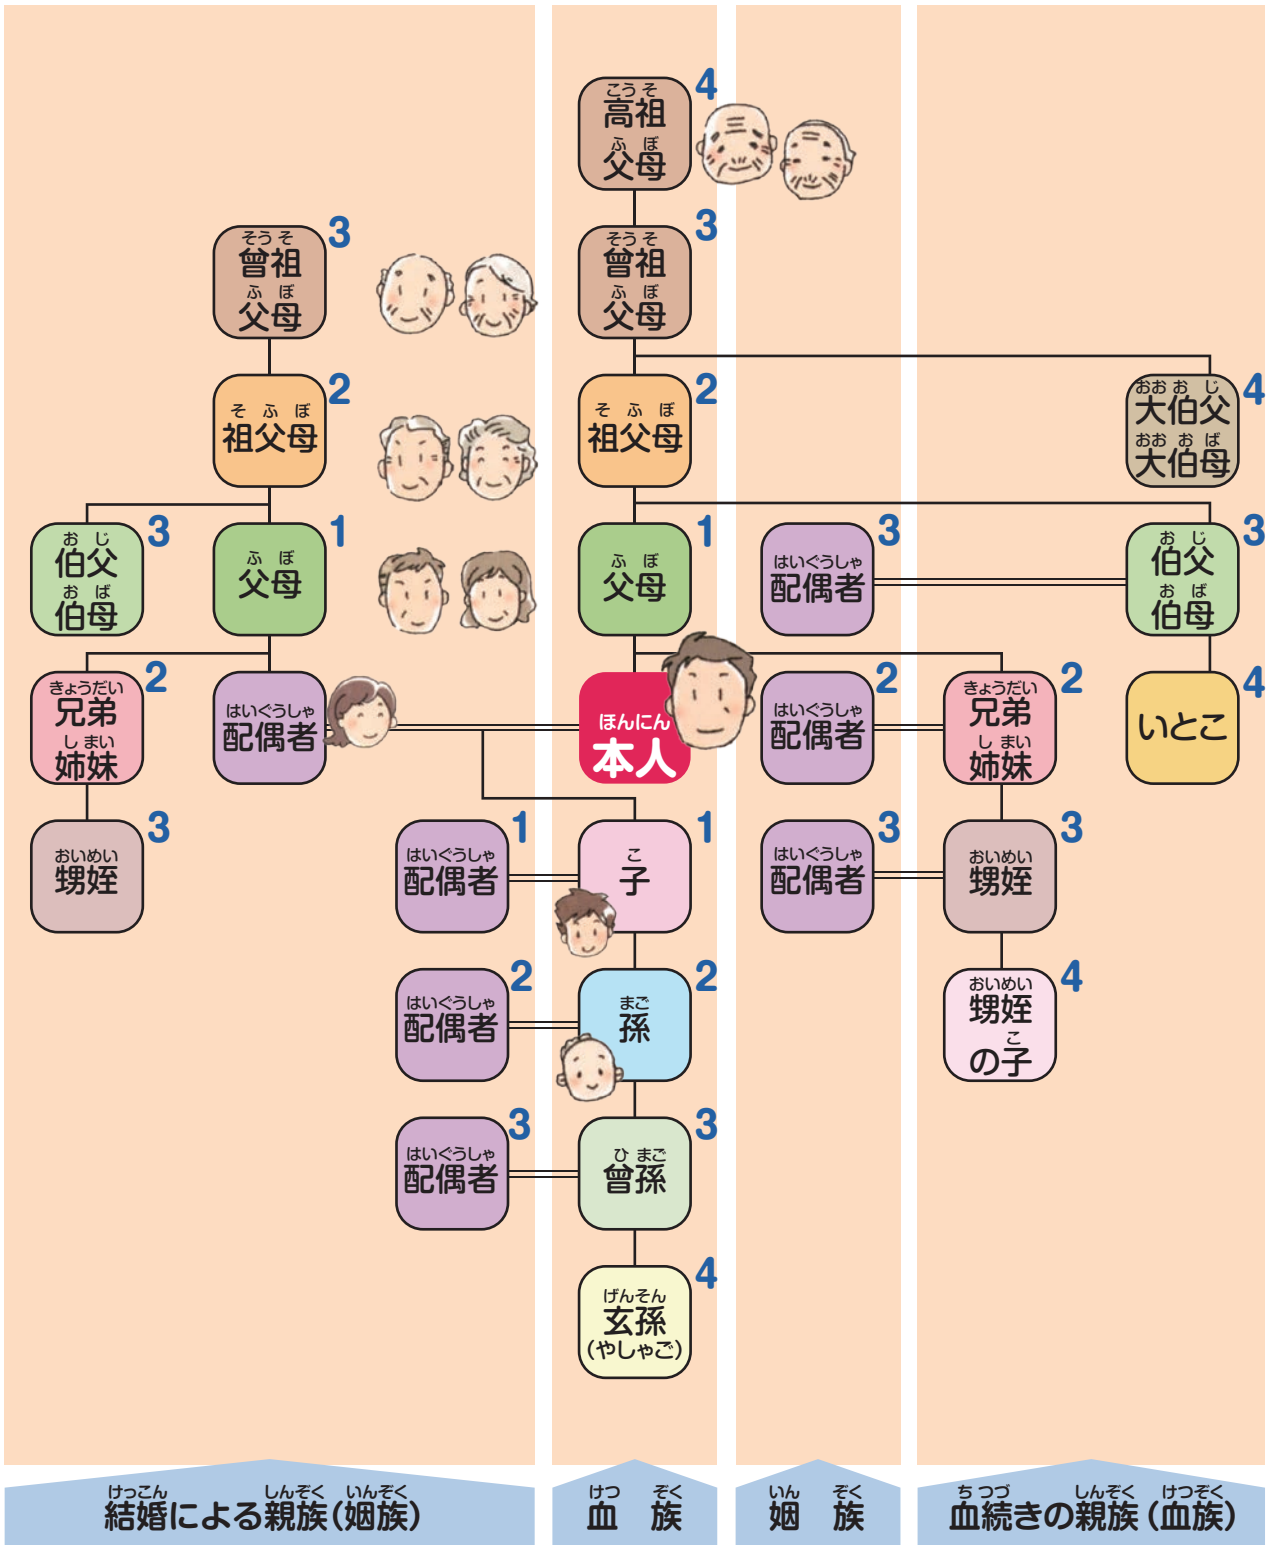 4
こうそ
高祖
ふぼ
父母
3
そうそ
曾祖
ふぼ
父母
3
そうそ
曾祖
ふぼ
父母
2
そふぼ
祖父母
2
そふぼ
祖父母
4
おおおじ
大伯父
おおおば
大伯母
3
おじ
伯父
おば
伯母
1
ふぼ
父母
1
ふぼ
父母
3
はいぐうしゃ
配偶者
3
おじ
伯父
おば
伯母
2
きょうだい
兄弟
しまい
姉妹
はいぐうしゃ
配偶者
ほんにん
本人
2
はいぐうしゃ
配偶者
2
きょうだい
兄弟
しまい
姉妹
4
いとこ
3
おいめい
甥姪
1
はいぐうしゃ
配偶者
1
こ
子
3
はいぐうしゃ
配偶者
3
おいめい
甥姪
2
はいぐうしゃ
配偶者
2
まご
孫
4
おいめい
甥姪
こ
の子
3
はいぐうしゃ
配偶者
3
ひまご
曾孫
4
げんそん
玄孫
(やしゃご)
けっこん しんぞく いんぞく
結婚による親族(姻族)
けつ ぞく
血 族
いん ぞく
姻 族
ちつづ しんぞく けつぞく
血続きの親族(血族)